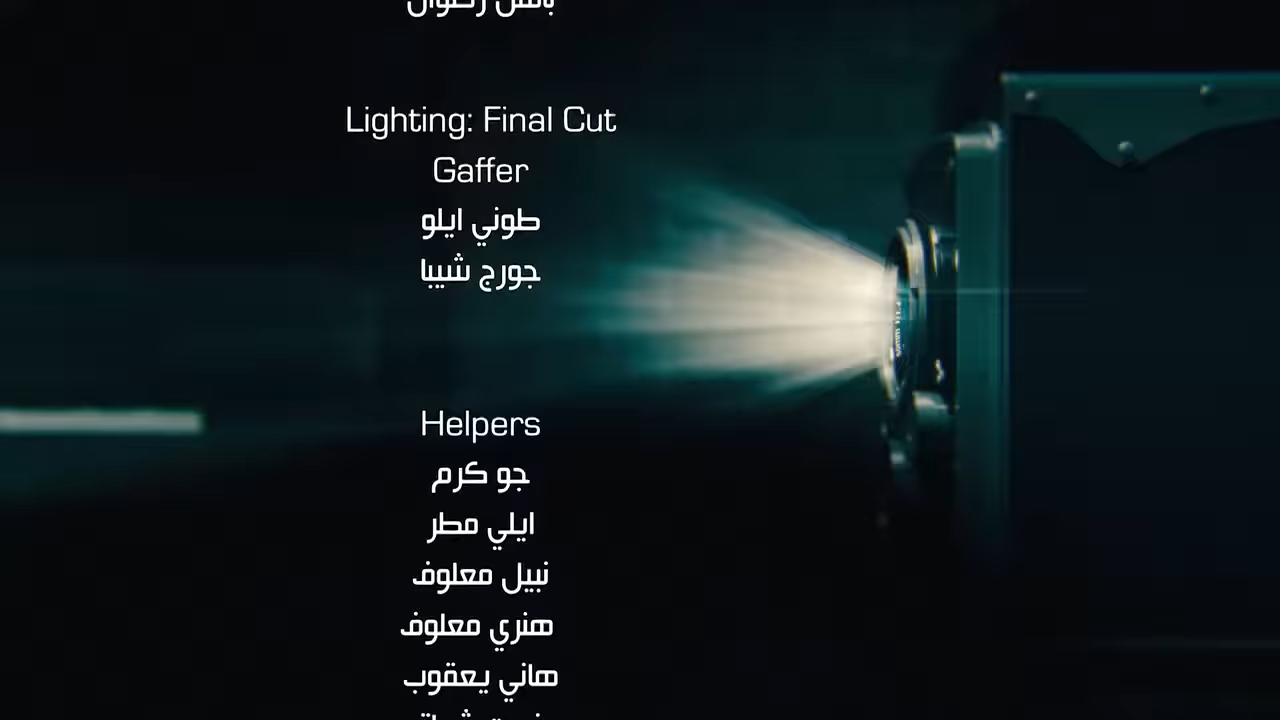 Lighting: Final Cut
Gaffer
طوني ايلو
جورج شيبا
Helpers
جو كرم
ايلي مطر
نبيل معلوف
هنري معلوف
هاني يعقوب